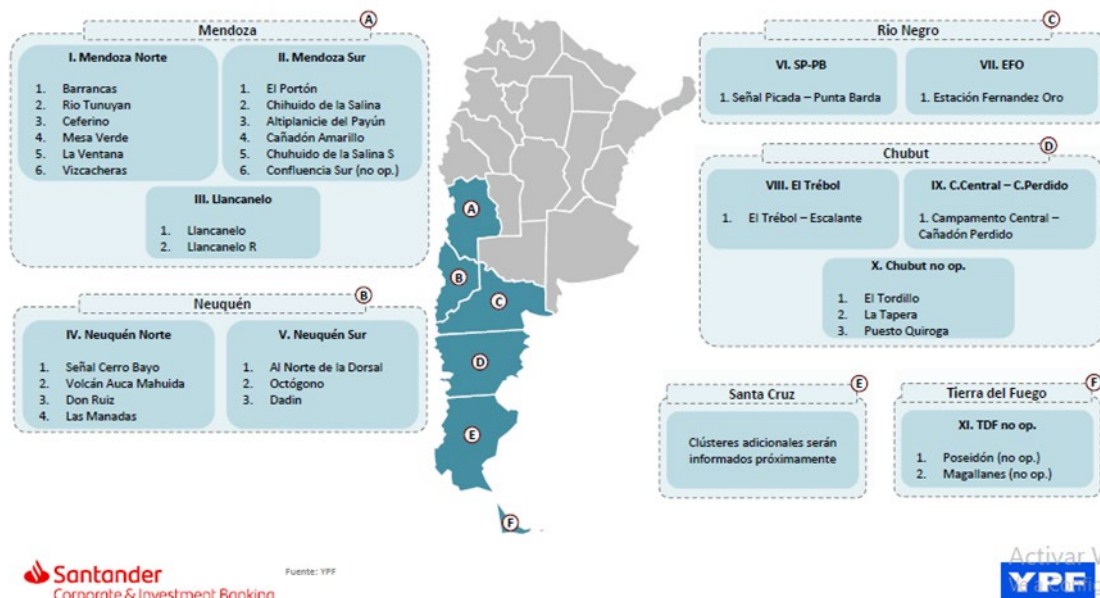 A
Mendoza
I. Mendoza Norte
1. Barrancas
2. Rio Tunuyan
3. Ceferino
4. Mesa Verde
5. La Ventana
6. Vizcacheras
II. Mendoza Sur
1. El Portón
2. Chihuido de la Salina
3. Altiplanicie del Payún
4. Cañadón Amarillo
5. Chuhuido de la Salina S
6. Confluencia Sur (no op.)
III. Llancanelo
1. Llancanelo
2. Llancanelo R
B
Neuquén
IV. Neuquén Norte
1. Señal Cerro Bayo
2. Volcán Auca Mahuida
3. Don Ruiz
4. Las Manadas
V. Neuquén Sur
1. Al Norte de la Dorsal
2. Octógono
3. Dadin
A
B
C
D
E
F
C
Rio Negro
VI. SP-PB
1. Señal Picada – Punta Barda
VII. EFO
1. Estación Fernandez Oro
D
Chubut
VIII. El Trébol
1. El Trébol – Escalante
IX. C.Central – C.Perdido
1. Campamento Central –
Cañadón Perdido
X. Chubut no op.
1. El Tordillo
2. La Tapera
3. Puesto Quiroga
E
Santa Cruz
Clústeres adicionales serán
informados próximamente
F
Tierra del Fuego
XI. TDF no op.
1. Poseidón (no op.)
2. Magallanes (no op.)
Santander
Corporate & Investment Banking
Fuente: YPF
Activar
YPF